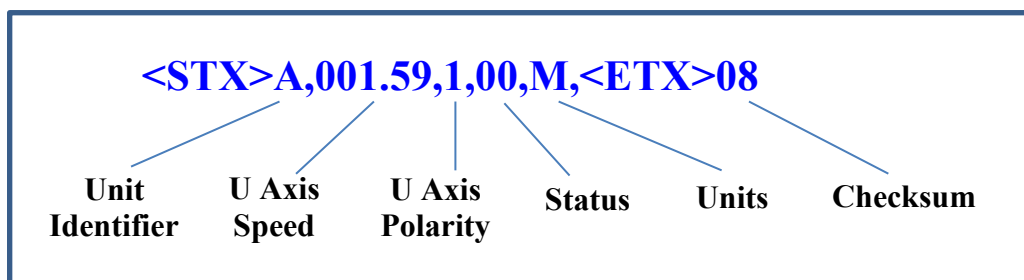 <STX>A,001.59,1,00,M,<ETX>08
Unit Identifier
U Axis Speed
U Axis Polarity
Status
Units
Checksum